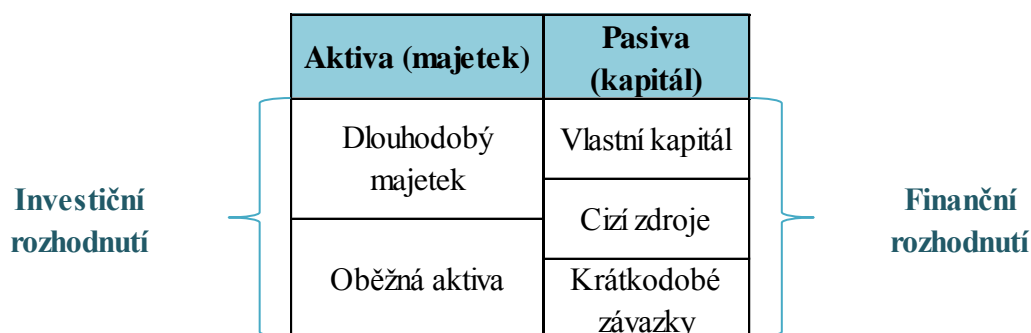 Aktiva (majetek)
Pasiva
(kapitál)
Dlouhodobý
majetek
Vlastní kapitál
Investiční
rozhodnutí
Cizí zdroje
Finanční
rozhodnutí
Oběžná aktiva
Krátkodobé
závazky